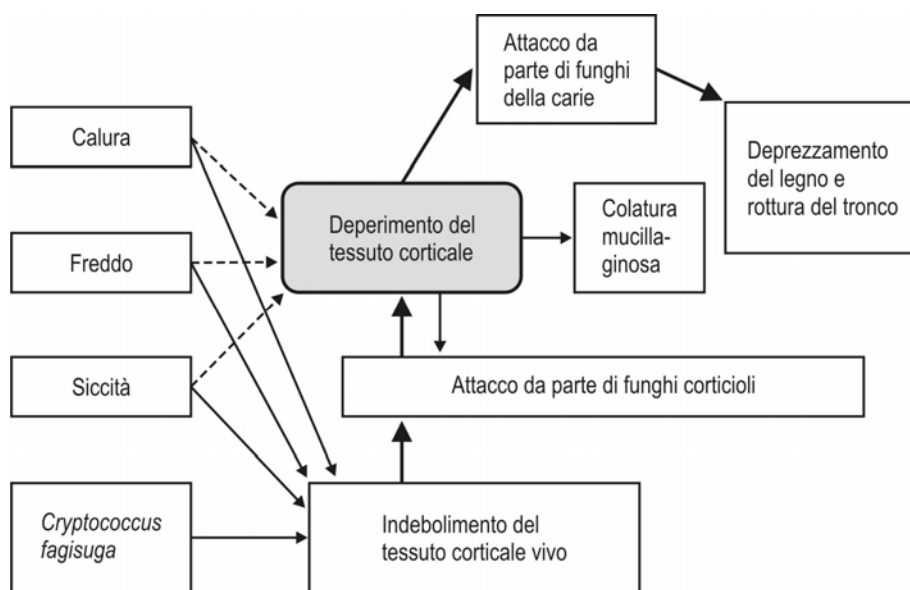 Attacco da
parte di funghi
della carie
Calura
Deprezzamento
del legno e
rottura del tronco
Deperimento del
tessuto corticale
Colatura
mucilla-
ginosa
Freddo
Siccità
Attacco da parte di funghi corticioli
Cryptococcus
fagisuga
Indebolimento del
tessuto corticale vivo